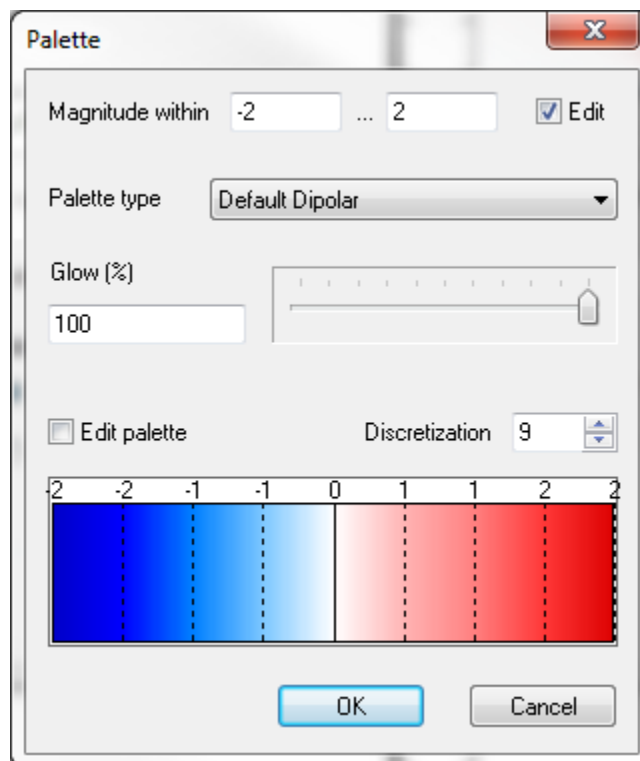 Palette
Magnitude within -2 ... 2 Edit
Palette type Default Dipolar
Glow (%)
100
Edit palette Discretization 9
-2 -2 -1 -1 0 1 1 2 2
OK Cancel